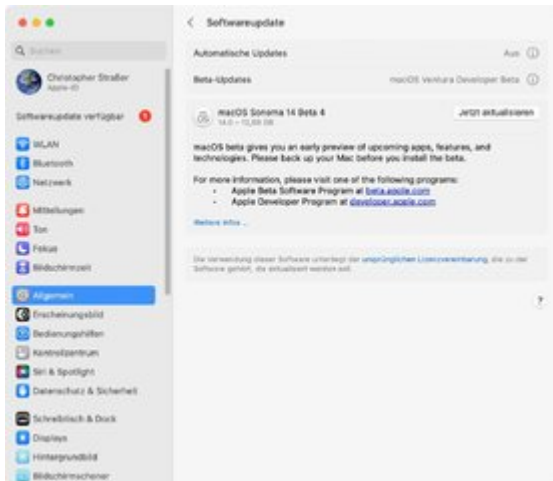 Suchen
Christopher Straßer
Apple-ID
Softwareupdate verfügbar 1
WLAN
Bluetooth
Netzwerk
Mitteilungen
Ton
Fokus
Bildschirmzeit
Allgemein
Erscheinungsbild
Bedienungshilfen
Kontrollzentrum
Siri & Spotlight
Datenschutz & Sicherheit
Schreibtisch & Dock
Displays
Hintergrundbild
Bildschirmschoner
Softwareupdate
Automatische Updates Aus
Beta-Updates macOS Ventura Developer Beta
macOS Sonoma 14 Beta 4 Jetzt aktualisieren
macOS beta gives you an early preview of upcoming apps, features, and
technologies. Please back up your Mac before you install the beta.
For more information, please visit one of the following programs:
- Apple Beta Software Program at beta.apple.com
- Apple Developer Program at developer.apple.com
Weitere Infos ...
Die Verwendung dieser Software unterliegt der ursprünglichen Lizenzvereinbarung, die zu der
Software gehört, die aktualisiert werden soll.
?